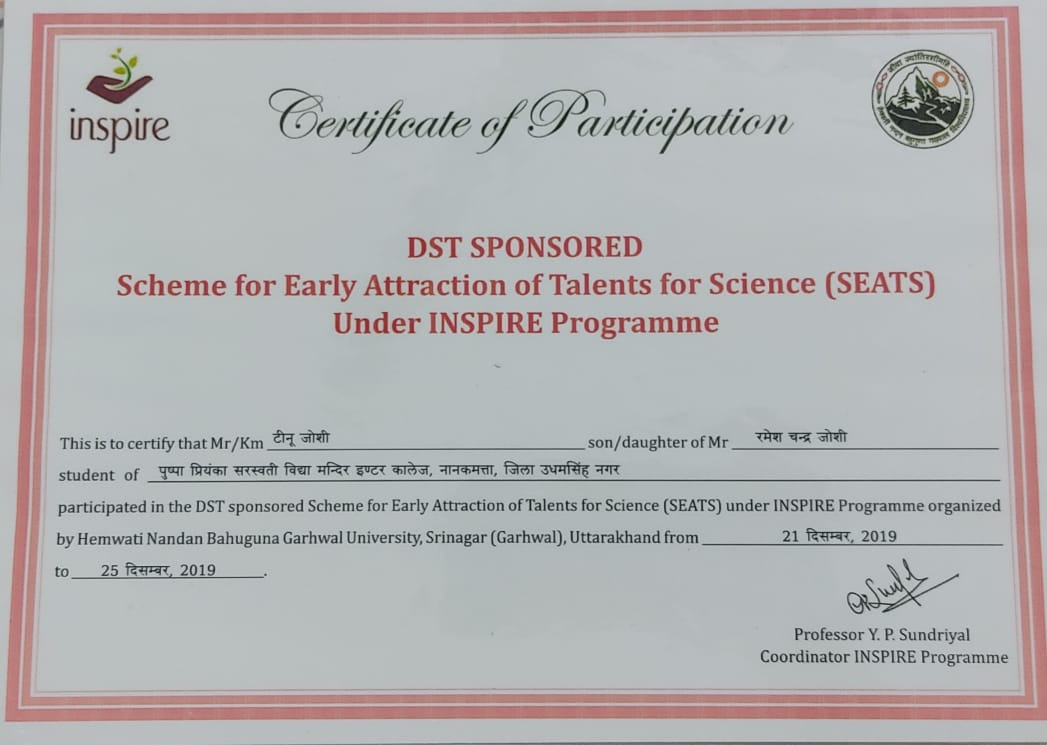 inspire
Certificate of Participation
DST SPONSORED
Scheme for Early Attraction of Talents for Science (SEATS)
Under INSPIRE Programme
This is to certify that Mr/Km टीनू जोशी son/daughter of Mr रमेश चन्द्र जोशी
student of पुष्पा प्रियंका सरस्वती विद्या मन्दिर इण्टर कालेज, नानकमत्ता, जिला उधमसिंह नगर
participated in the DST sponsored Scheme for Early Attraction of Talents for Science (SEATS) under INSPIRE Programme organized
by Hemwati Nandan Bahuguna Garhwal University, Srinagar (Garhwal), Uttarakhand from 21 दिसम्बर, 2019
to 25 दिसम्बर, 2019.
Professor Y. P. Sundriyal
Coordinator INSPIRE Programme